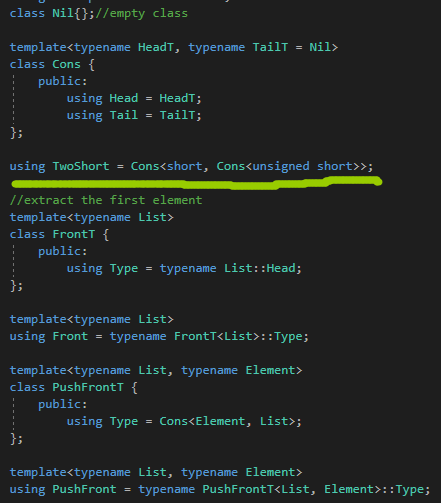 class Nil{};//empty class
template<typename HeadT, typename TailT = Nil>
class Cons {
public:
using Head = HeadT;
using Tail = TailT;
};
using TwoShort = Cons<short, Cons<unsigned short>>;
//extract the first element
template<typename List>
class FrontT {
public:
using Type = typename List::Head;
};
template<typename List>
using Front = typename FrontT<List>::Type;
template<typename List, typename Element>
class PushFrontT {
public:
using Type = Cons<Element, List>;
};
template<typename List, typename Element>
using PushFront = typename PushFrontT<List, Element>::Type;